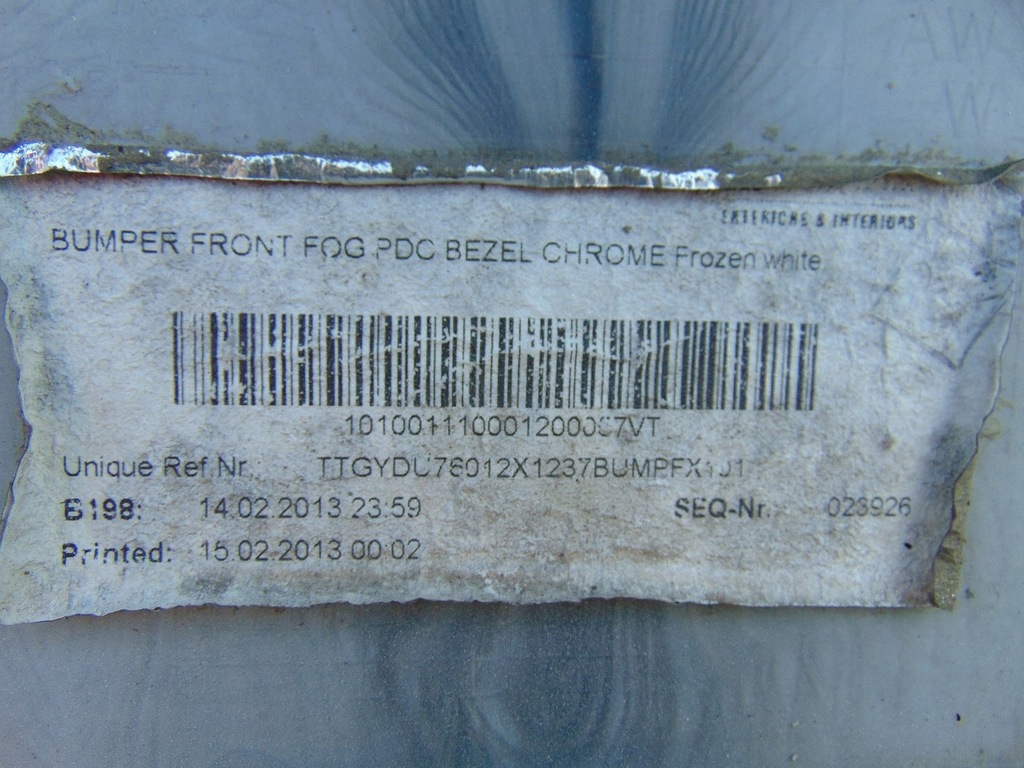 EXTERIORS & INTERIORS
BUMPER FRONT FOG PDC BEZEL CHROME Frozen white
Unique Ref.Nr.:
B198: 14.02.2013 23:59 SEQ-Nr.: 023926
Printed: 15.02.2013 00:02